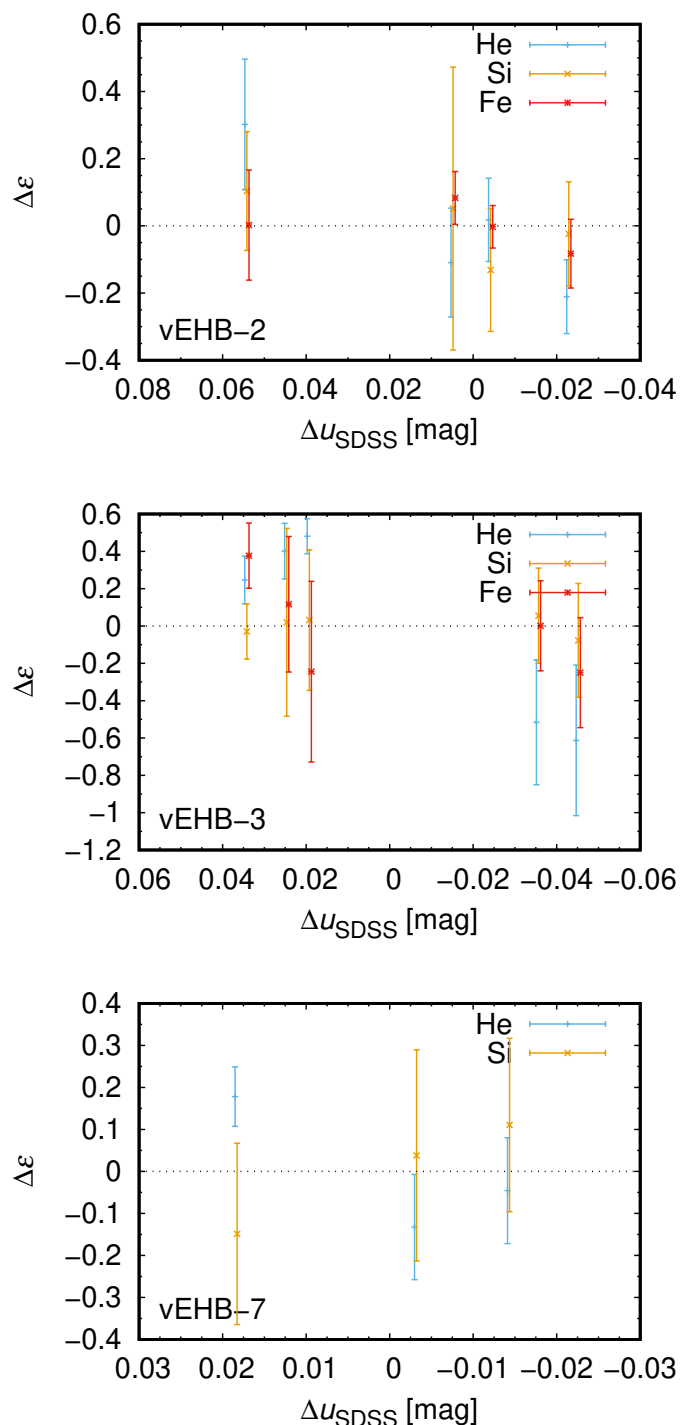 0.6
0.4
0.2
0
−0.2
−0.4
Δε
He
Si
Fe
vEHB−2
0.08 0.06 0.04 0.02 0 −0.02 −0.04
ΔuSDSS [mag]
0.6
0.4
0.2
0
−0.2
−0.4
−0.6
−0.8
−1
−1.2
Δε
He
Si
Fe
vEHB−3
0.06 0.04 0.02 0 −0.02 −0.04 −0.06
ΔuSDSS [mag]
0.4
0.3
0.2
0.1
0
−0.1
−0.2
−0.3
−0.4
Δε
He
Si
vEHB−7
0.03 0.02 0.01 0 −0.01 −0.02 −0.03
ΔuSDSS [mag]